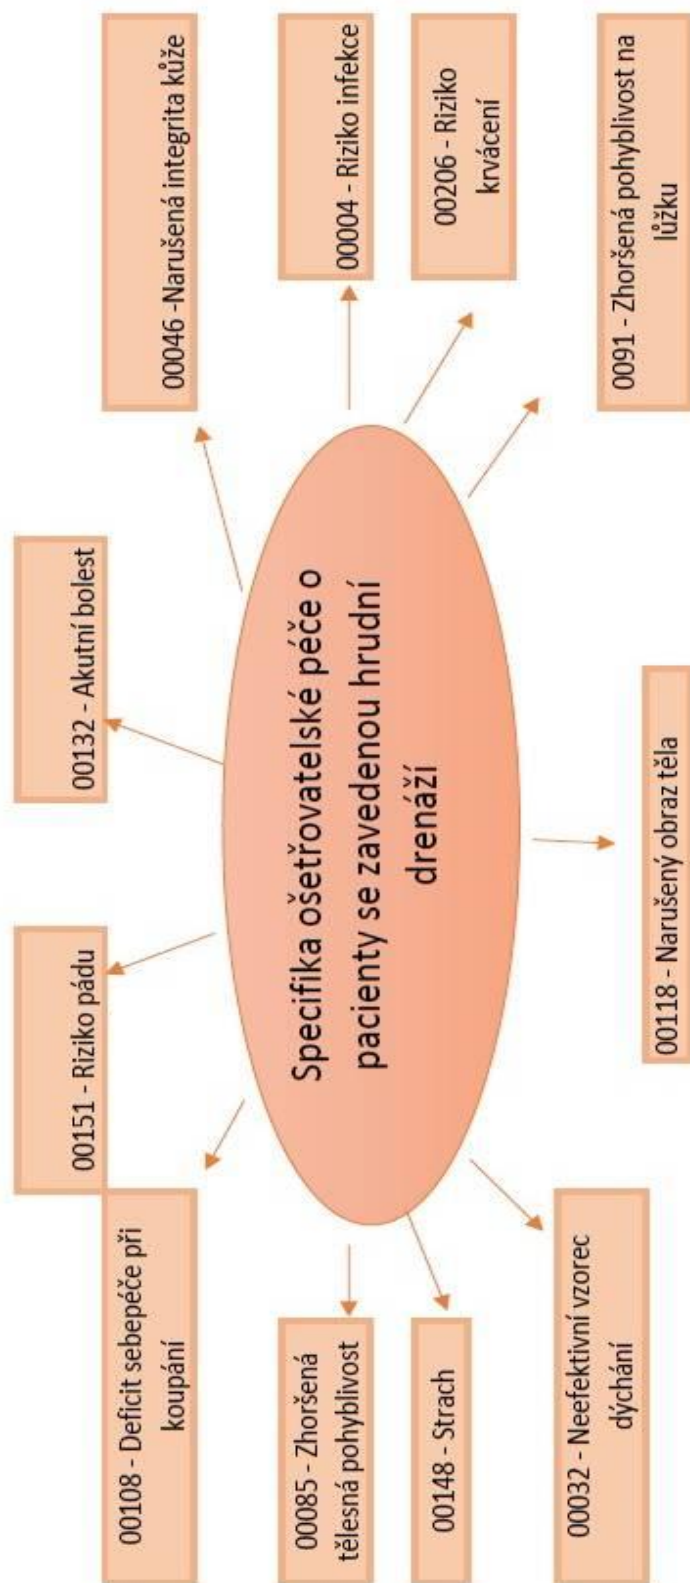 00108 - Deficit sebepéče při
koupání
00151 - Riziko pádu
00132 - Akutní bolest
00046 -Narušená integrita kůže
00085 - Zhoršená
tělesná pohyblivost
00148 - Strach
00032 - Neefektivní vzorec
dýchání
Specifika ošetřovatelské péče o
pacienty se zavedenou hrudní
drenáží
00004 - Riziko infekce
00206 - Riziko
krvácení
0091 - Zhoršená pohyblivost na
lůžku
00118 - Narušený obraz těla